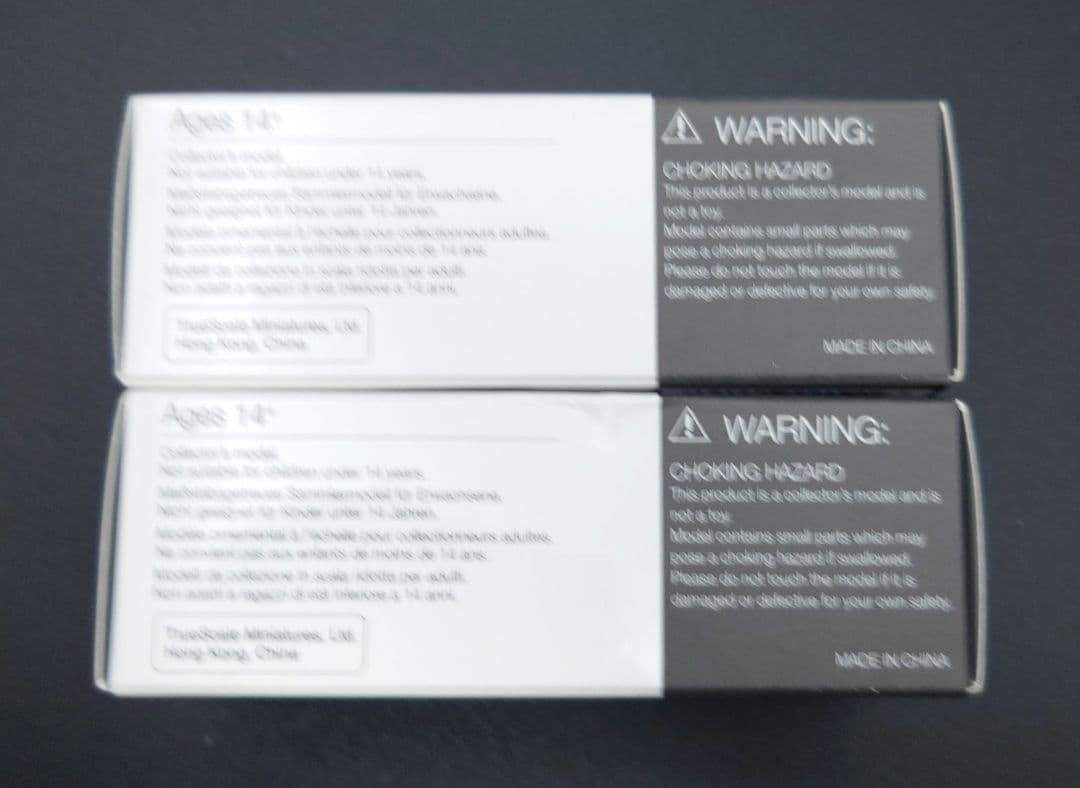 Ages 14+
Collector's model.
Not suitable for children under 14 years.
Maßstabsgetreues Sammlermodell für Erwachsene.
Nicht geeignet für Kinder unter 14 Jahren.
Modèle ornemental à l'échelle pour collectionneurs adultes.
Ne convient pas aux enfants de moins de 14 ans.
Modelli da collezione in scala ridotta per adulti.
Non adatti a ragazzi di età inferiore a 14 anni.
TrueScale Miniatures, Ltd.
Hong Kong, China
WARNING:
CHOKING HAZARD
This product is a collector's model and is
not a toy.
Model contains small parts which may
pose a choking hazard if swallowed.
Please do not touch the model if it is
damaged or defective for your own safety.
MADE IN CHINA
Ages 14+
Collector's model.
Not suitable for children under 14 years.
Maßstabsgetreues Sammlermodell für Erwachsene.
Nicht geeignet für Kinder unter 14 Jahren.
Modèle ornemental à l'échelle pour collectionneurs adultes.
Ne convient pas aux enfants de moins de 14 ans.
Modelli da collezione in scala ridotta per adulti.
Non adatti a ragazzi di età inferiore a 14 anni.
TrueScale Miniatures, Ltd.
Hong Kong, China
WARNING:
CHOKING HAZARD
This product is a collector's model and is
not a toy.
Model contains small parts which may
pose a choking hazard if swallowed.
Please do not touch the model if it is
damaged or defective for your own safety.
MADE IN CHINA